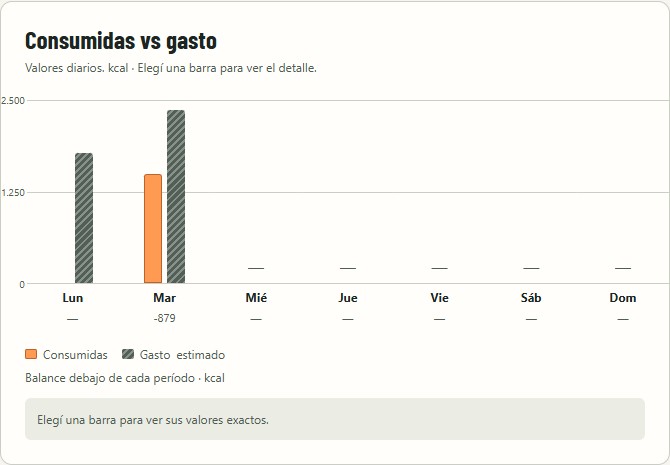 Consumidas vs gasto
Valores diarios. kcal · Elegí una barra para ver el detalle.
2.500
1.250
0
Lun Mar Mié Jue Vie Sáb Dom
— -879 — — — — —
Consumidas Gasto estimado
Balance debajo de cada período · kcal
Elegí una barra para ver sus valores exactos.